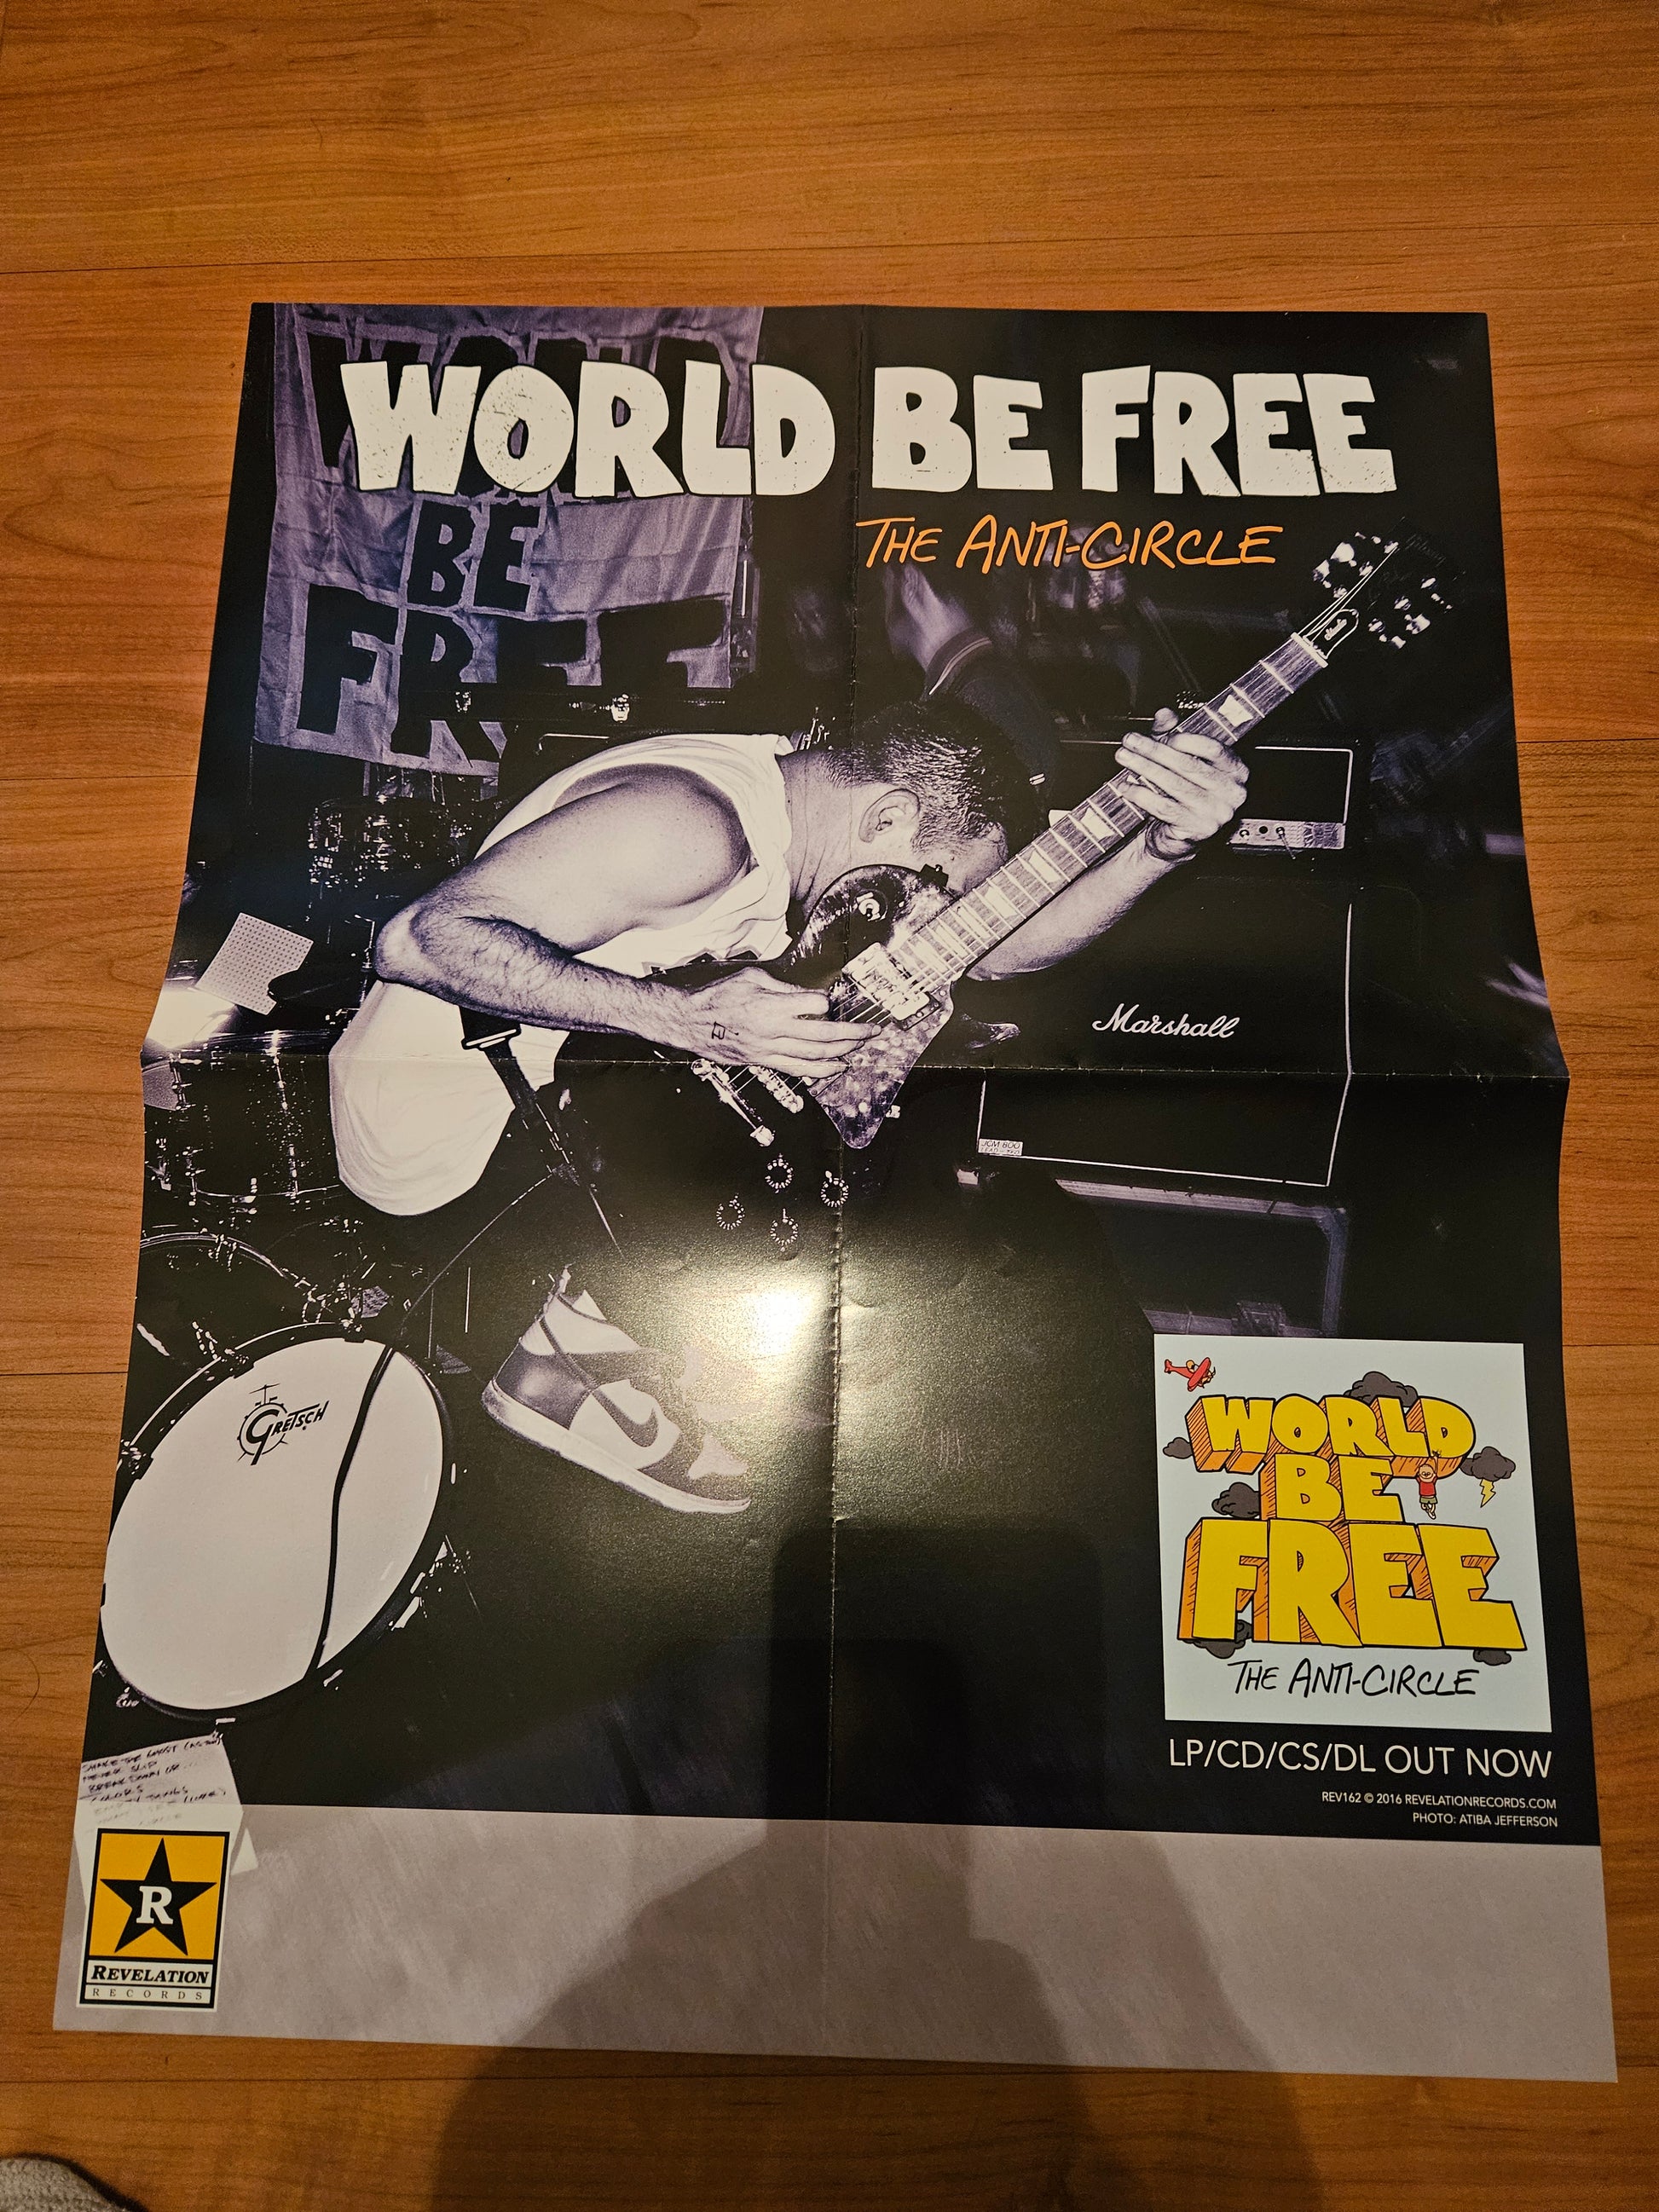 WORLD BE FREE
THE ANTI-CIRCLE
BE
FREE
Marshall
JCM 800
GRETSCH
WORLD
BE
FREE
THE ANTI-CIRCLE
LP/CD/CS/DL OUT NOW
REV162 © 2016 REVELATIONRECORDS.COM
PHOTO: ATIBA JEFFERSON
R
REVELATION
RECORDS